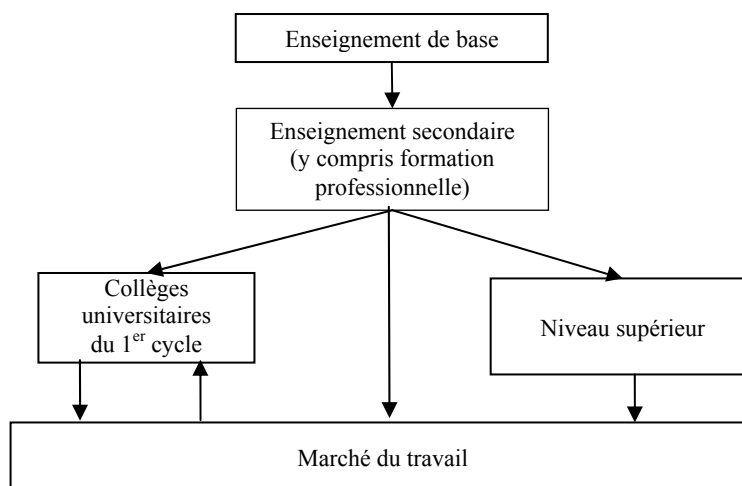 Enseignement de base
Enseignement secondaire
(y compris formation
professionnelle)
Collèges
universitaires
du 1er cycle
Niveau supérieur
Marché du travail